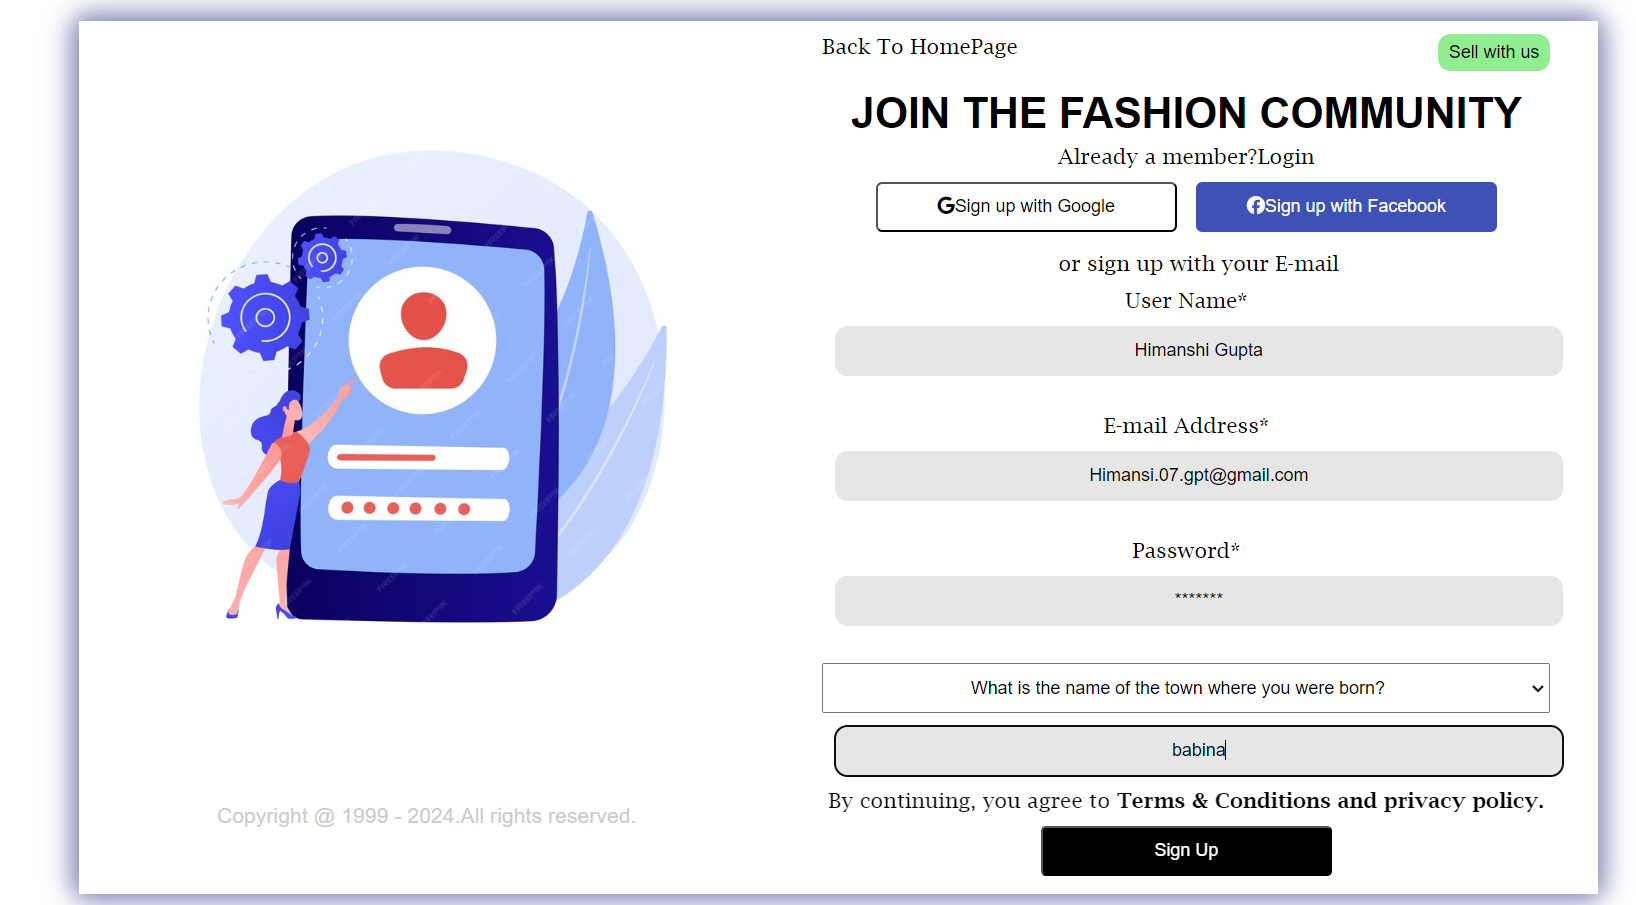 Back To HomePage
Sell with us
JOIN THE FASHION COMMUNITY
Already a member?Login
GSign up with Google
Sign up with Facebook
or sign up with your E-mail
User Name*
Himanshi Gupta
E-mail Address*
Himansi.07.gpt@gmail.com
Password*
*******
What is the name of the town where you were born?
babina
By continuing, you agree to Terms & Conditions and privacy policy.
Sign Up
Copyright @ 1999 - 2024.All rights reserved.